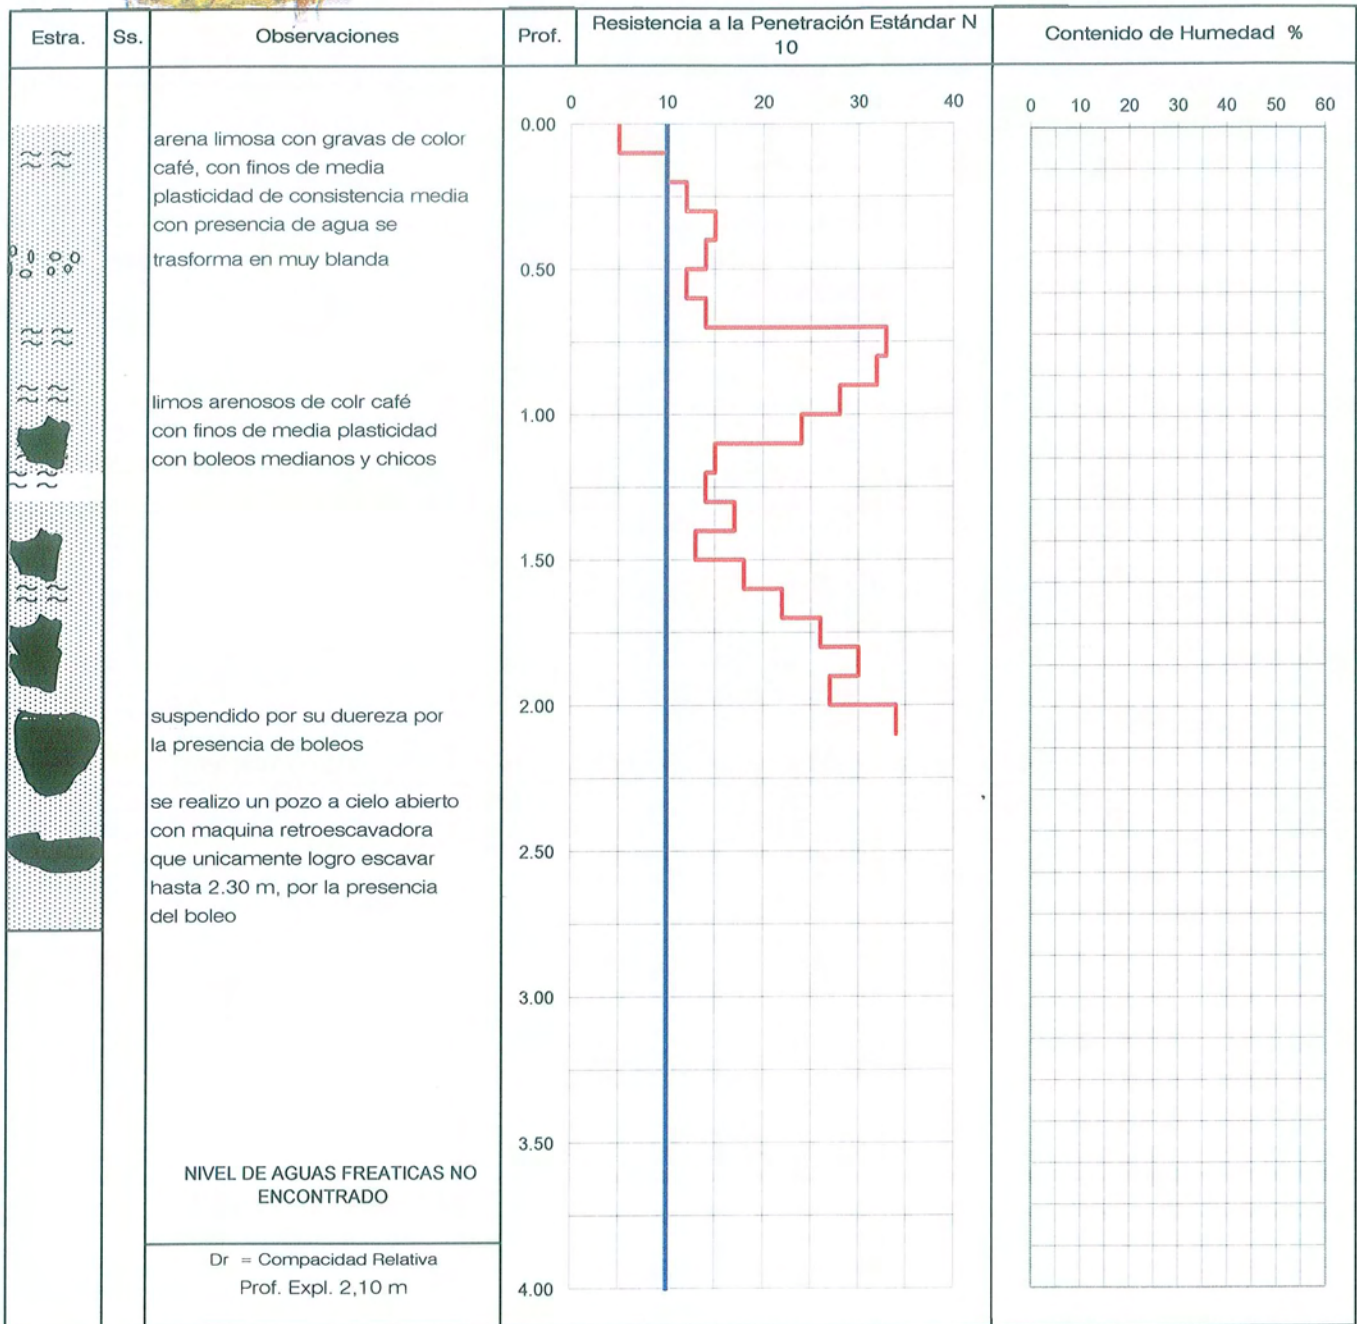 Estra.
Ss.
Observaciones
Prof.
Resistencia a la Penetración Estándar N
10
Contenido de Humedad %
0 10 20 30 40
0 10 20 30 40 50 60
0.00
0.50
1.00
1.50
2.00
2.50
3.00
3.50
4.00
arena limosa con gravas de color
café, con finos de media
plasticidad de consistencia media
con presencia de agua se
trasforma en muy blanda
limos arenosos de colr café
con finos de media plasticidad
con boleos medianos y chicos
suspendido por su duereza por
la presencia de boleos
se realizo un pozo a cielo abierto
con maquina retroescavadora
que unicamente logro escavar
hasta 2.30 m, por la presencia
del boleo
NIVEL DE AGUAS FREATICAS NO
ENCONTRADO
Dr = Compacidad Relativa
Prof. Expl. 2,10 m